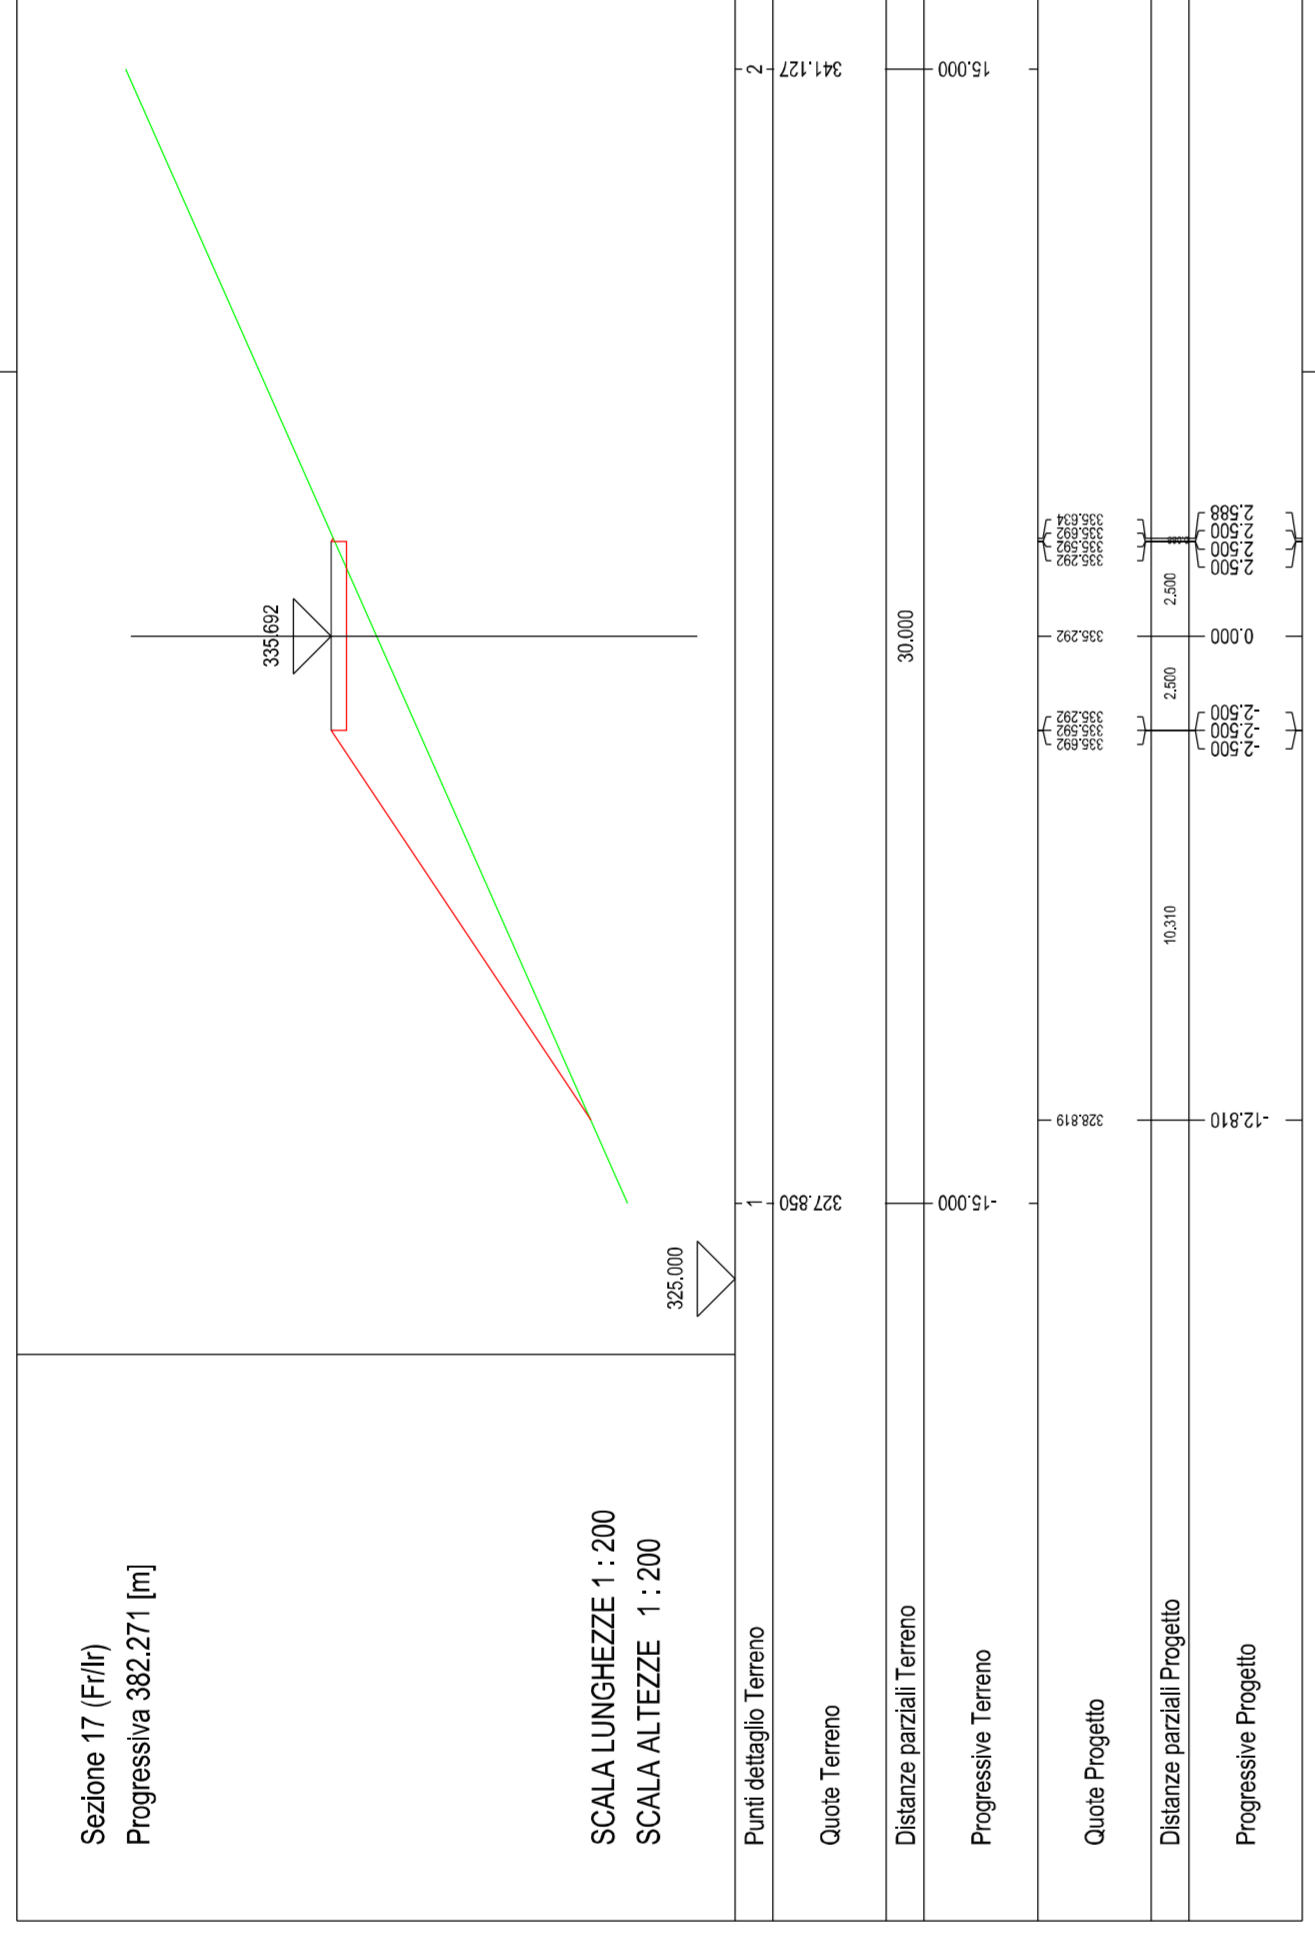 Sezione 17 (Fr/Ir)
Progressiva 382.271 [m]
335.692
SCALA LUNGHEZZE 1 : 200
SCALA ALTEZZE 1 : 200
325.000
Punti dettaglio Terreno
1
2
Quote Terreno
327.850
341.127
Distanze parziali Terreno
30.000
Progressive Terreno
-15.000
15.000
Quote Progetto
328.819
335.692
335.592
335.292
335.292
335.292
335.592
335.692
335.634
Distanze parziali Progetto
10.310
2.500
2.500
Progressive Progetto
-12.810
-2.500
-2.500
-2.500
0.000
2.500
2.500
2.500
2.588